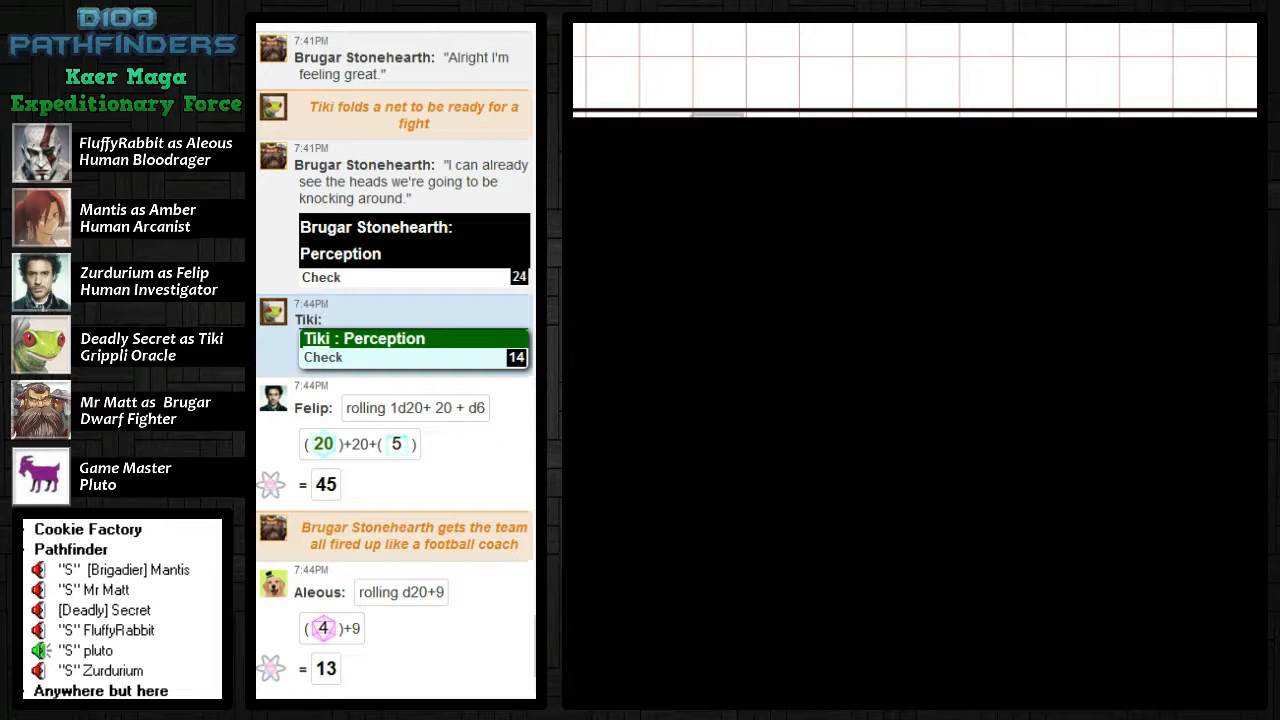 D100
PATHFINDERS
Kaer Maga
Expeditionary Force
FluffyRabbit as Aleous
Human Bloodrager
Mantis as Amber
Human Arcanist
Zurdurium as Felip
Human Investigator
Deadly Secret as Tiki
Grippli Oracle
Mr Matt as Brugar
Dwarf Fighter
Game Master
Pluto
Cookie Factory
Pathfinder
"S" [Brigadier] Mantis
"S" Mr Matt
[Deadly] Secret
"S" FluffyRabbit
"S" pluto
"S" Zurdurium
Anywhere but here
7:41PM
Brugar Stonehearth: "Alright I'm
feeling great."
Tiki folds a net to be ready for a
fight
7:41PM
Brugar Stonehearth: "I can already
see the heads we're going to be
knocking around."
Brugar Stonehearth:
Perception
Check 24
7:44PM
Tiki:
Tiki : Perception
Check 14
7:44PM
Felip: rolling 1d20+ 20 + d6
(20)+20+(5)
= 45
Brugar Stonehearth gets the team
all fired up like a football coach
7:44PM
Aleous: rolling d20+9
(4)+9
= 13